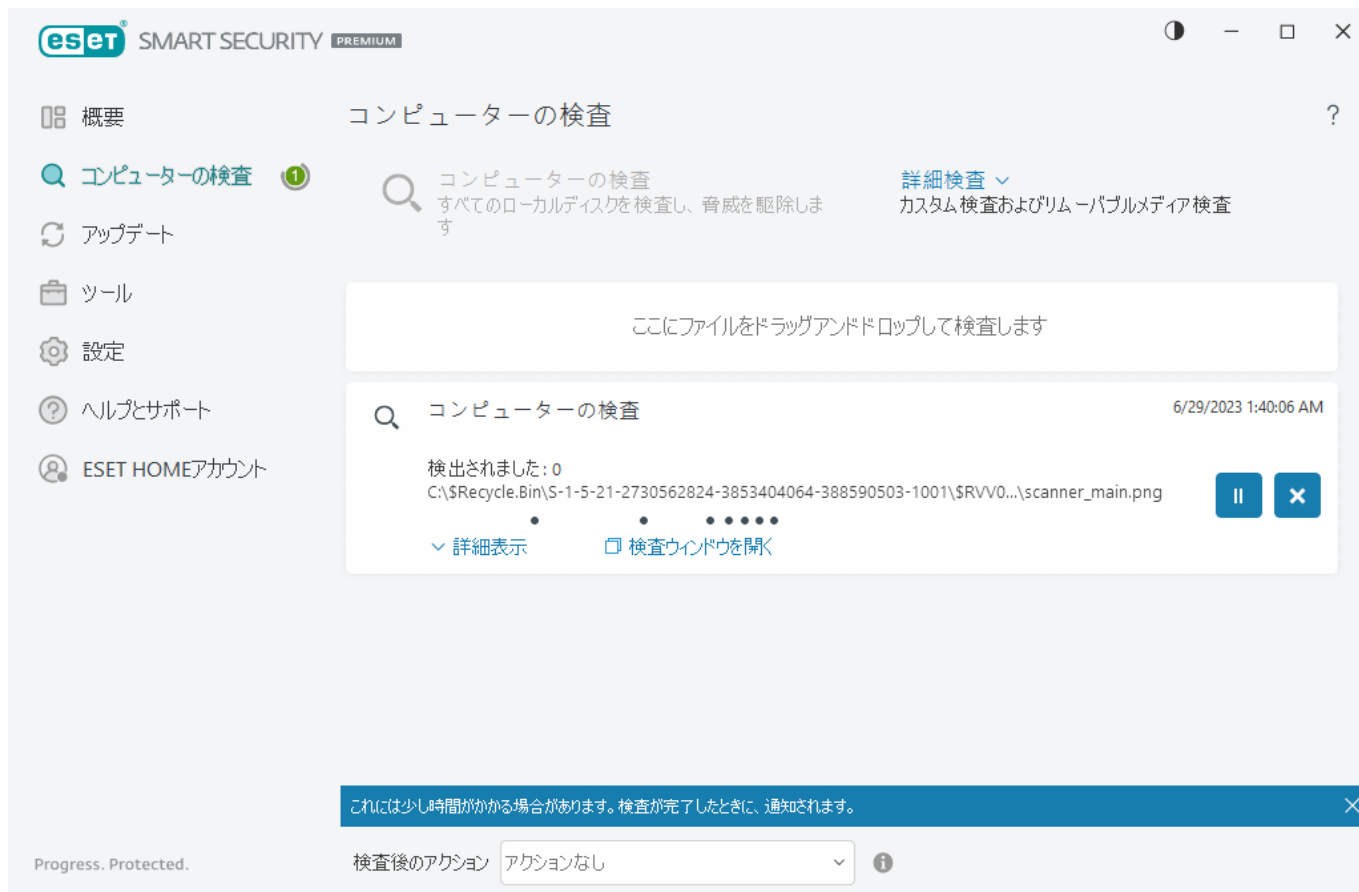 eset® SMART SECURITY PREMIUM
概要
コンピューターの検査 1
アップデート
ツール
設定
ヘルプとサポート
ESET HOMEアカウント
コンピューターの検査
?
コンピューターの検査
すべてのローカルディスクを検査し、脅威を駆除しま
す
詳細検査
カスタム検査およびリムーバブルメディア検査
ここにファイルをドラッグアンドドロップして検査します
コンピューターの検査
6/29/2023 1:40:06 AM
検出されました: 0
C:\$Recycle.Bin\S-1-5-21-2730562824-3853404064-388590503-1001\$RVV0...\scanner_main.png
詳細表示
検査ウィンドウを開く
これには少し時間がかかる場合があります。検査が完了したときに、通知されます。
検査後のアクション アクションなし
Progress. Protected.